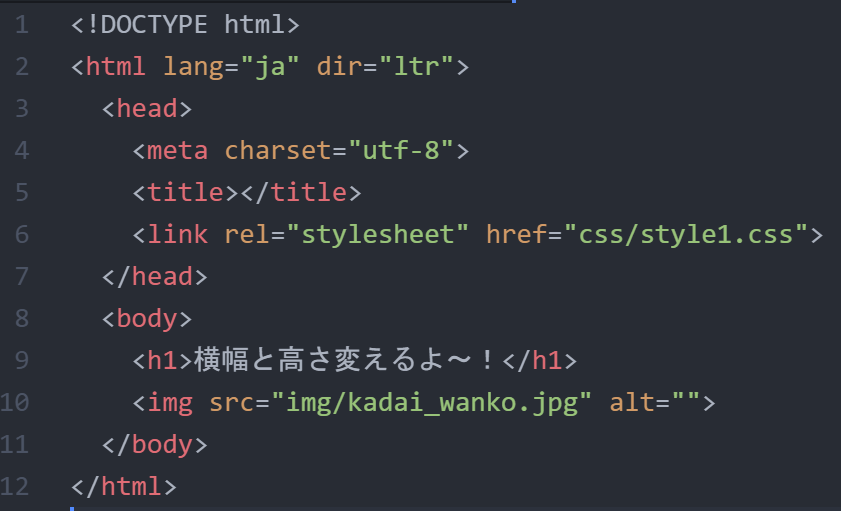 1 <!DOCTYPE html>
2 <html lang="ja" dir="ltr">
3 <head>
4 <meta charset="utf-8">
5 <title></title>
6 <link rel="stylesheet" href="css/style1.css">
7 </head>
8 <body>
9 <h1>横幅と高さ変えるよ～！</h1>
10 <img src="img/kadai_wanko.jpg" alt="">
11 </body>
12 </html>